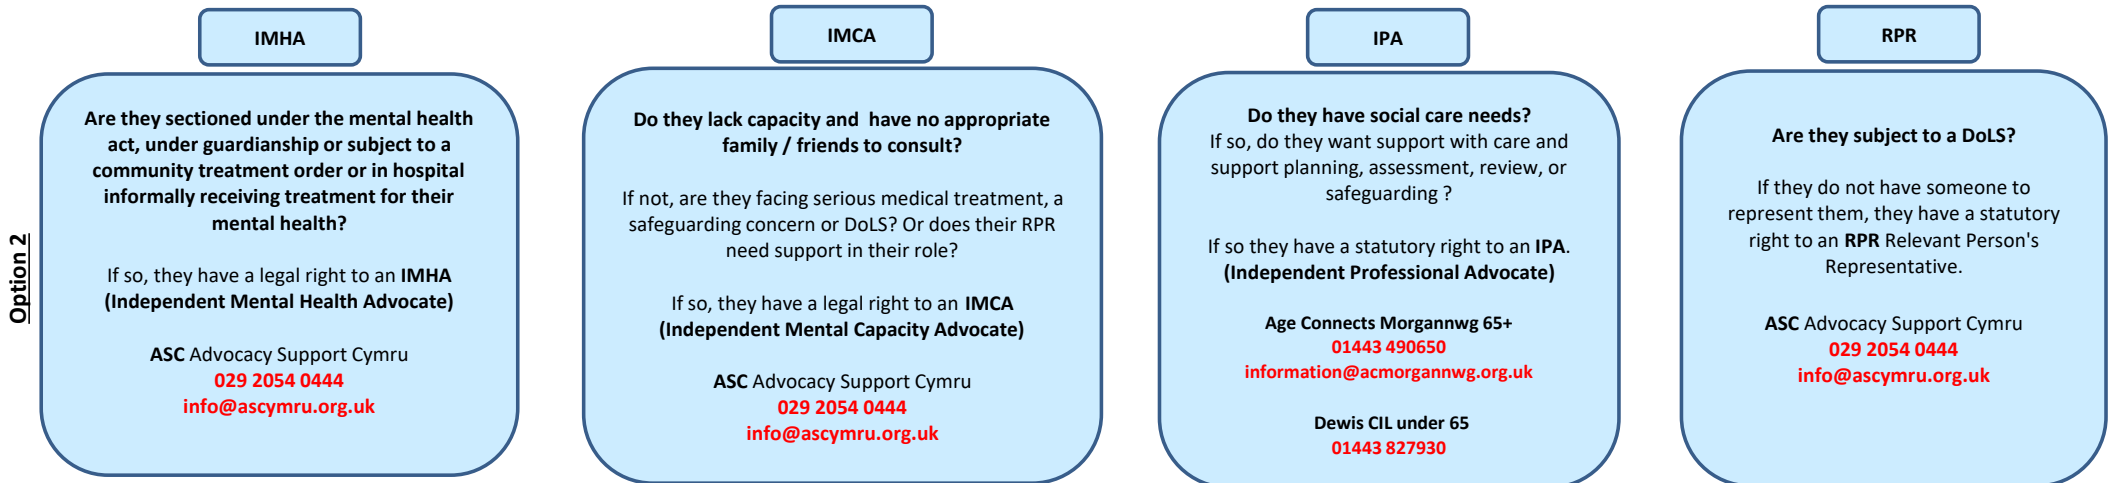 Option 2
IMHA
Are they sectioned under the mental health
act, under guardianship or subject to a
community treatment order or in hospital
informally receiving treatment for their
mental health?
If so, they have a legal right to an IMHA
(Independent Mental Health Advocate)
ASC Advocacy Support Cymru
029 2054 0444
info@ascymru.org.uk
IMCA
Do they lack capacity and have no appropriate
family / friends to consult?
If not, are they facing serious medical treatment, a
safeguarding concern or DoLS? Or does their RPR
need support in their role?
If so, they have a legal right to an IMCA
(Independent Mental Capacity Advocate)
ASC Advocacy Support Cymru
029 2054 0444
info@ascymru.org.uk
IPA
Do they have social care needs?
If so, do they want support with care and
support planning, assessment, review, or
safeguarding ?
If so they have a statutory right to an IPA.
(Independent Professional Advocate)
Age Connects Morgannwg 65+
01443 490650
information@acmorgannwg.org.uk
Dewis CIL under 65
01443 827930
RPR
Are they subject to a DoLS?
If they do not have someone to
represent them, they have a statutory
right to an RPR Relevant Person's
Representative.
ASC Advocacy Support Cymru
029 2054 0444
info@ascymru.org.uk